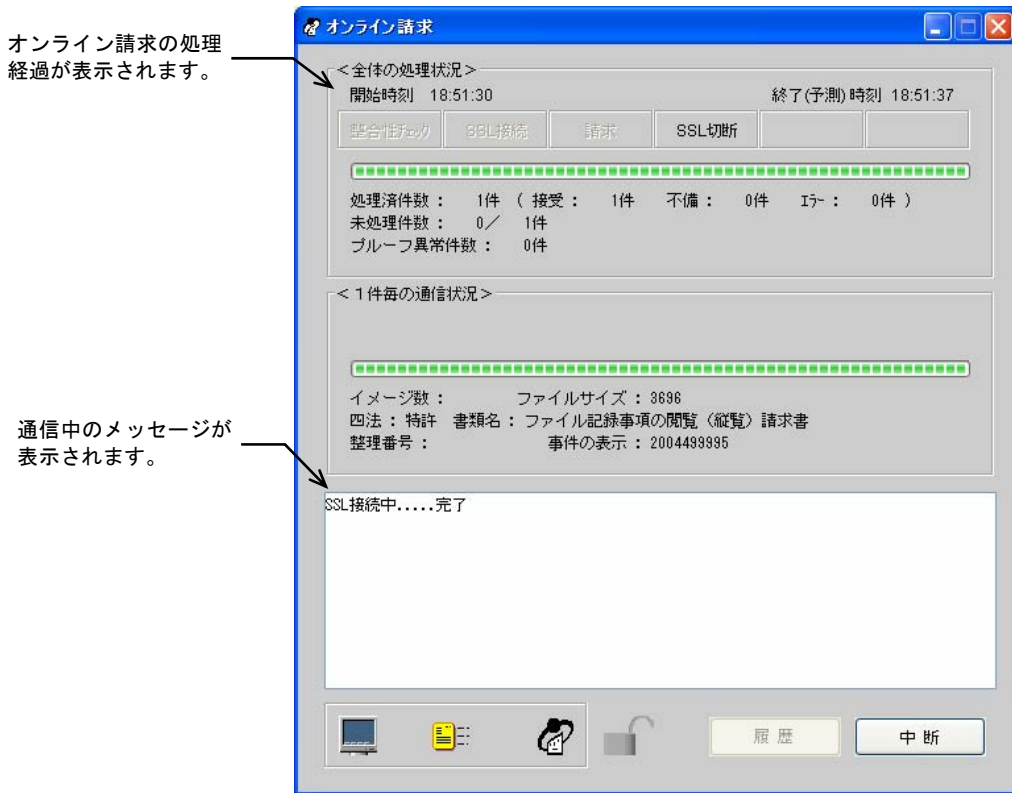 オンライン請求
オンライン請求の処理
経過が表示されます。
<全体の処理状況>
開始時刻 18:51:30 終了(予測)時刻 18:51:37
整合性ﾁｪｯｸ SSL接続 請求 SSL切断
処理済件数： 1件 ( 接受： 1件 不備： 0件 ｴﾗｰ： 0件 )
未処理件数： 0／ 1件
プルーフ異常件数： 0件
<１件毎の通信状況>
イメージ数： ファイルサイズ：3696
四法：特許 書類名：ファイル記録事項の閲覧（縦覧）請求書
整理番号： 事件の表示：2004499995
通信中のメッセージが
表示されます。
SSL接続中.....完了
履歴 中断